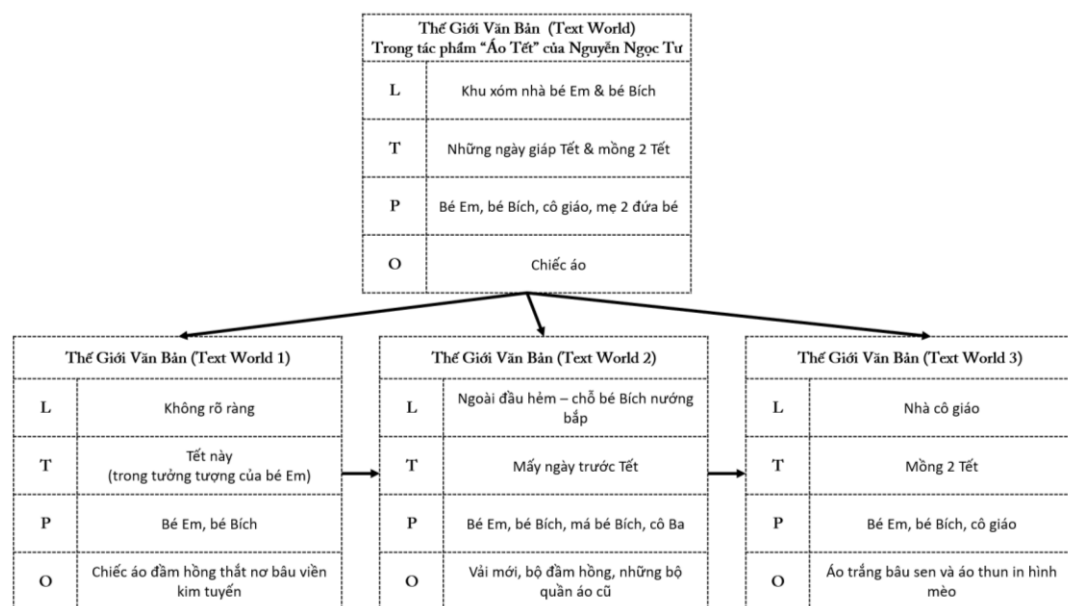 Thế Giới Văn Bản (Text World)
Trong tác phẩm “Áo Tết” của Nguyễn Ngọc Tư
L
Khu xóm nhà bé Em & bé Bích
T
Những ngày giáp Tết & mồng 2 Tết
P
Bé Em, bé Bích, cô giáo, mẹ 2 đứa bé
O
Chiếc áo
Thế Giới Văn Bản (Text World 1)
L
Không rõ ràng
T
Tết này
(trong tưởng tượng của bé Em)
P
Bé Em, bé Bích
O
Chiếc áo đầm hồng thắt nơ bâu viền
kim tuyến
Thế Giới Văn Bản (Text World 2)
L
Ngoài đầu hẻm – chỗ bé Bích nướng
bắp
T
Mấy ngày trước Tết
P
Bé Em, bé Bích, má bé Bích, cô Ba
O
Vải mới, bộ đầm hồng, những bộ
quần áo cũ
Thế Giới Văn Bản (Text World 3)
L
Nhà cô giáo
T
Mồng 2 Tết
P
Bé Em, bé Bích, cô giáo
O
Áo trắng bâu sen và áo thun in hình
mèo